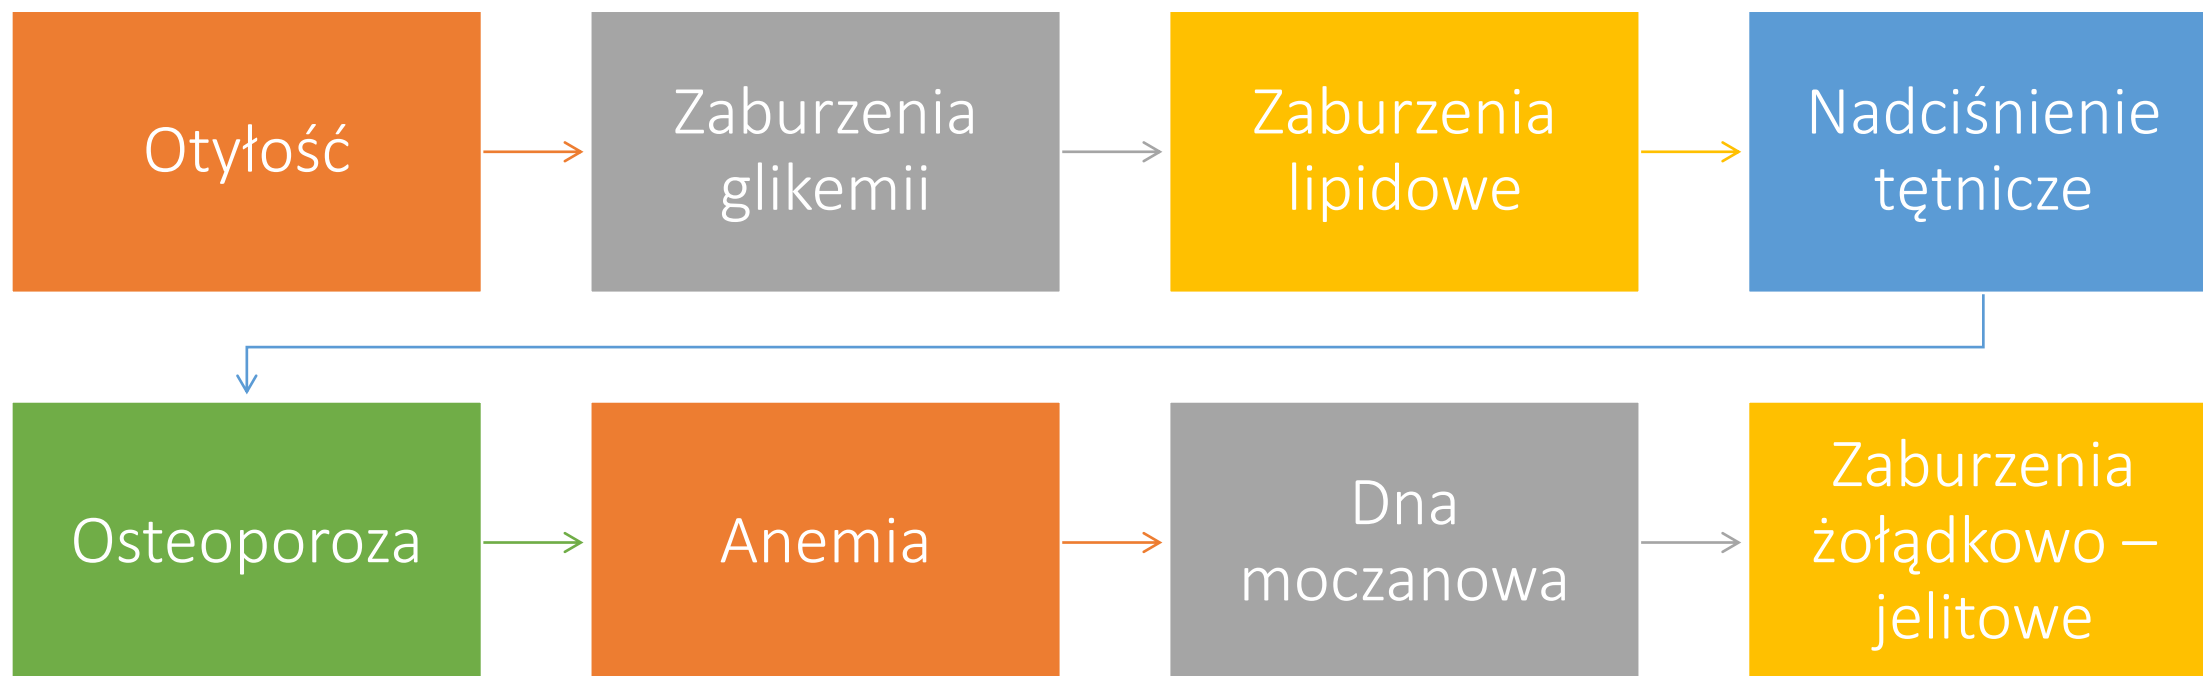 Otyłość
Zaburzenia
glikemii
Zaburzenia
lipidowe
Nadciśnienie
tętnicze
Osteoporoza
Anemia
Dna
moczanowa
Zaburzenia
żołądkowo –
jelitowe